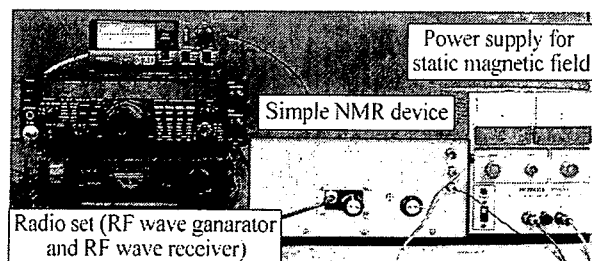 Power supply for
static magnetic field
Simple NMR device
Radio set (RF wave ganarator
and RF wave receiver)